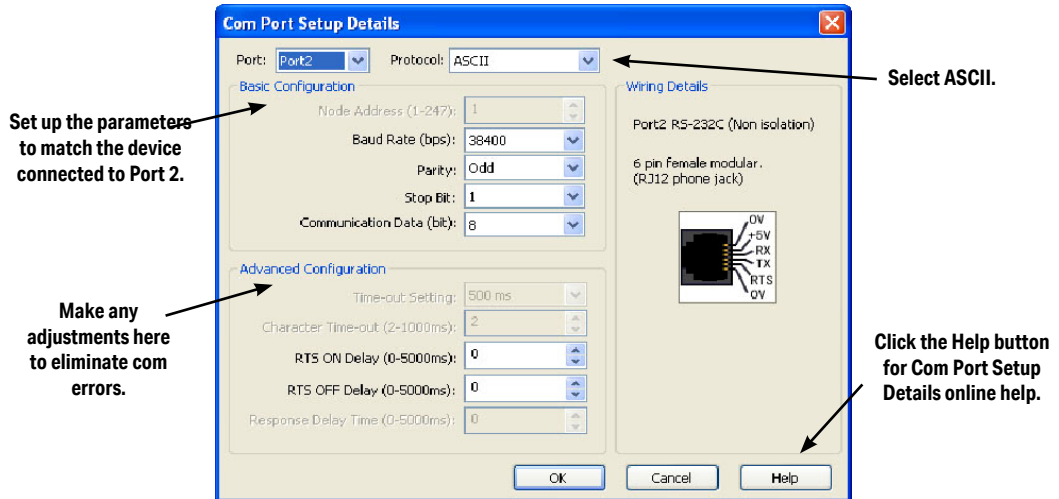 Com Port Setup Details
Port: Port2 Protocol: ASCII
Select ASCII.
Basic Configuration
Node Address (1-247): 1
Baud Rate (bps): 38400
Parity: Odd
Stop Bit: 1
Communication Data (bit): 8
Set up the parameters
to match the device
connected to Port 2.
Wiring Details
Port2 RS-232C (Non isolation)
6 pin female modular.
(RJ12 phone jack)
0V
+5V
RX
TX
RTS
0V
Advanced Configuration
Time-out Setting: 500 ms
Character Time-out (2-1000ms): 2
RTS ON Delay (0-5000ms): 0
RTS OFF Delay (0-5000ms): 0
Response Delay Time (0-5000ms): 0
Make any
adjustments here
to eliminate com
errors.
Click the Help button
for Com Port Setup
Details online help.
OK Cancel Help